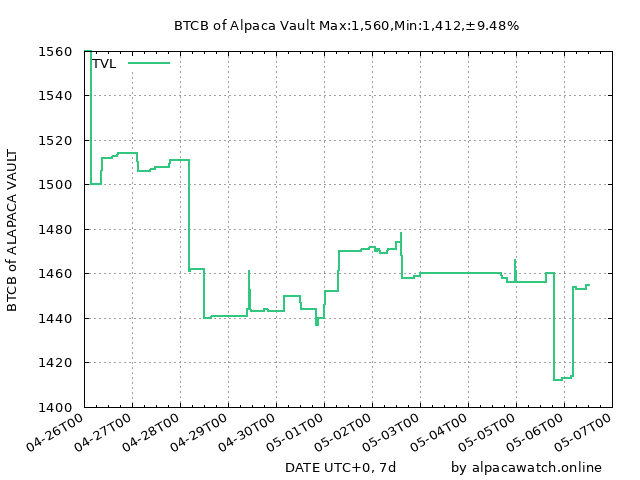 BTCB of Alpaca Vault Max:1,560,Min:1,412,±9.48%
TVL
BTCB of ALAPACA VAULT
1560
1540
1520
1500
1480
1460
1440
1420
1400
04-26T00 04-27T00 04-28T00 04-29T00 04-30T00 05-01T00 05-02T00 05-03T00 05-04T00 05-05T00 05-06T00 05-07T00
DATE UTC+0, 7d by alpacawatch.online